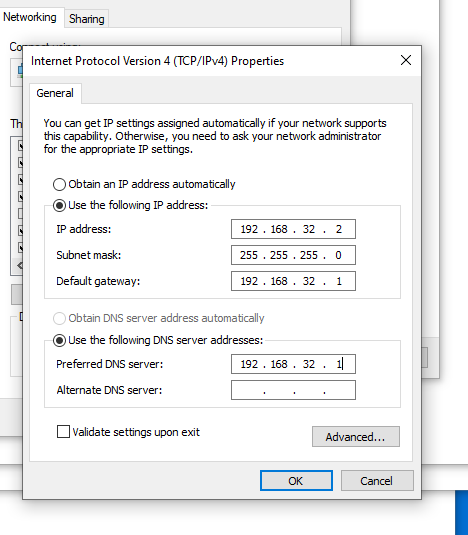 Networking
Sharing
Internet Protocol Version 4 (TCP/IPv4) Properties
General
You can get IP settings assigned automatically if your network supports
this capability. Otherwise, you need to ask your network administrator
for the appropriate IP settings.
Obtain an IP address automatically
Use the following IP address:
IP address: 192 . 168 . 32 . 2
Subnet mask: 255 . 255 . 255 . 0
Default gateway: 192 . 168 . 32 . 1
Obtain DNS server address automatically
Use the following DNS server addresses:
Preferred DNS server: 192 . 168 . 32 . 1
Alternate DNS server: . . .
Validate settings upon exit
Advanced...
OK
Cancel